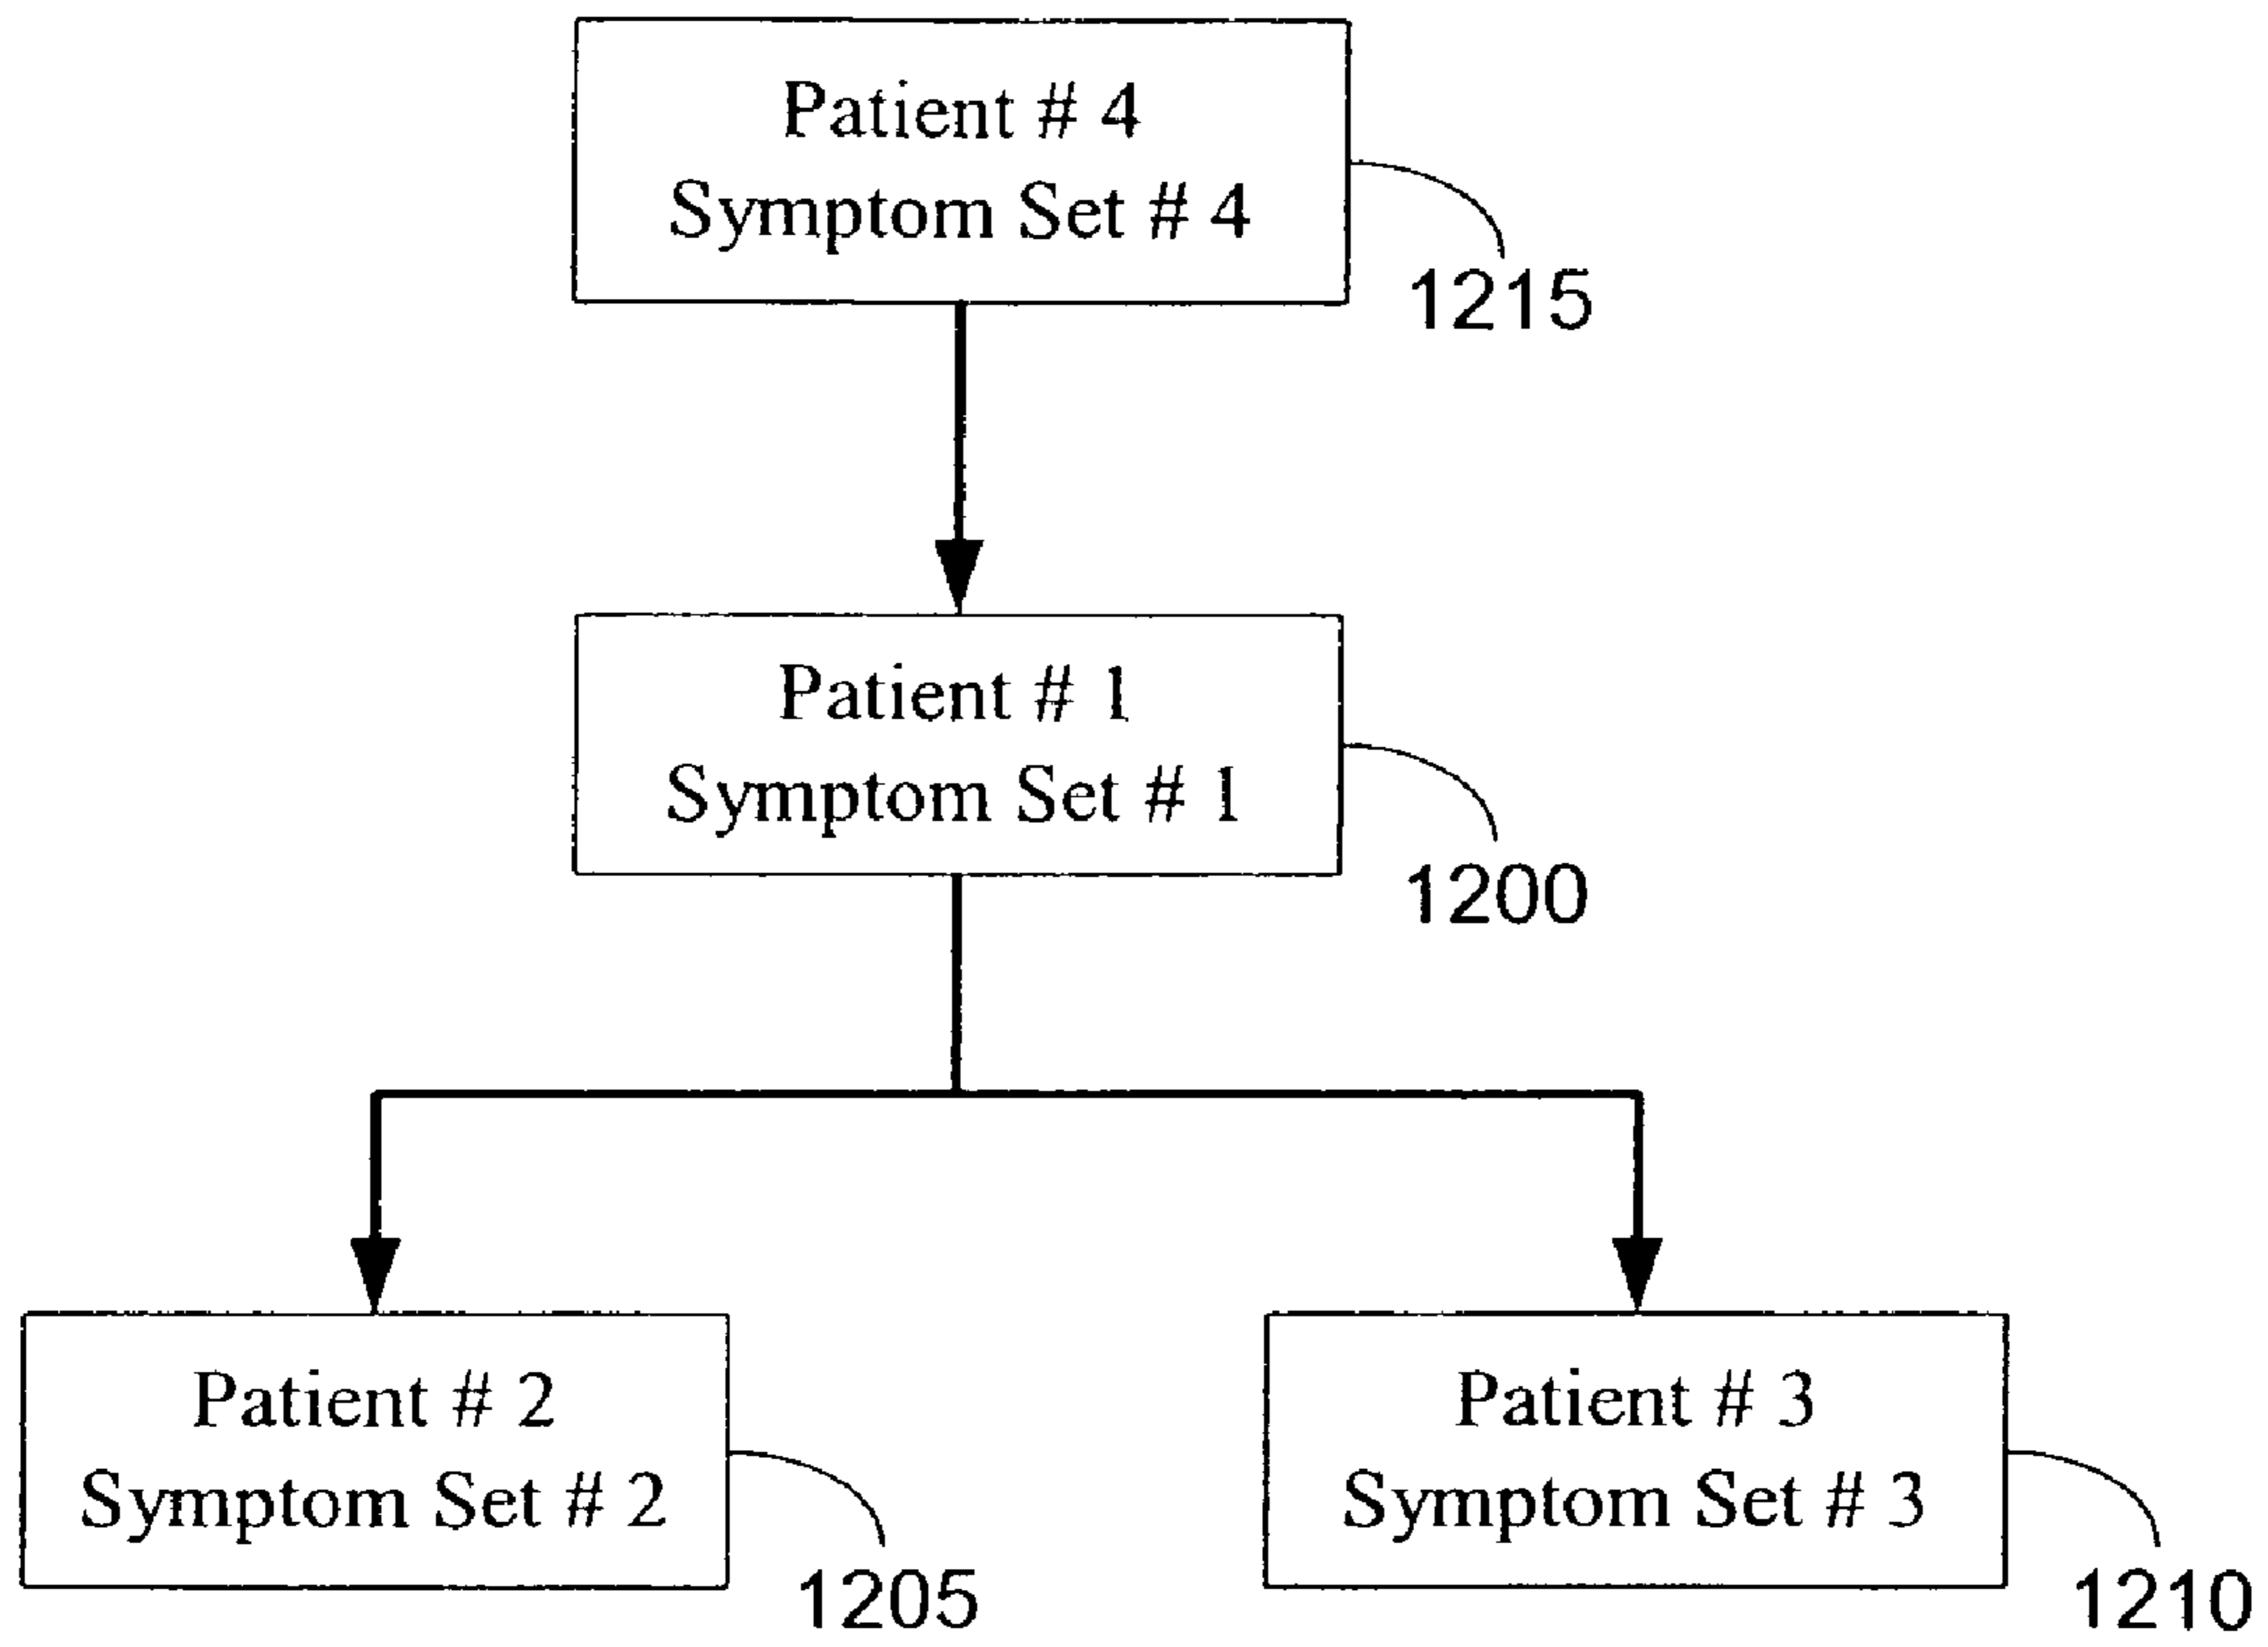 Patient # 4
Symptom Set # 4
1215
Patient # 1
Symptom Set # 1
1200
Patient # 2
Symptom Set # 2
1205
Patient # 3
Symptom Set # 3
1210